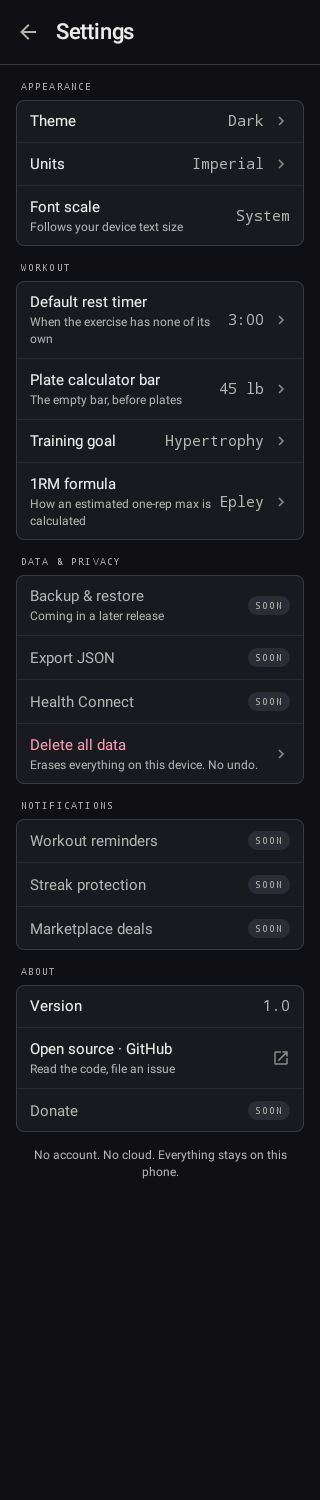 Settings
APPEARANCE
Theme
Dark
Units
Imperial
Font scale
Follows your device text size
System
WORKOUT
Default rest timer
When the exercise has none of its
own
3:00
Plate calculator bar
The empty bar, before plates
45 lb
Training goal
Hypertrophy
1RM formula
How an estimated one-rep max is
calculated
Epley
DATA & PRIVACY
Backup & restore
Coming in a later release
SOON
Export JSON
SOON
Health Connect
SOON
Delete all data
Erases everything on this device. No undo.
NOTIFICATIONS
Workout reminders
SOON
Streak protection
SOON
Marketplace deals
SOON
ABOUT
Version
1.0
Open source · GitHub
Read the code, file an issue
Donate
SOON
No account. No cloud. Everything stays on this
phone.